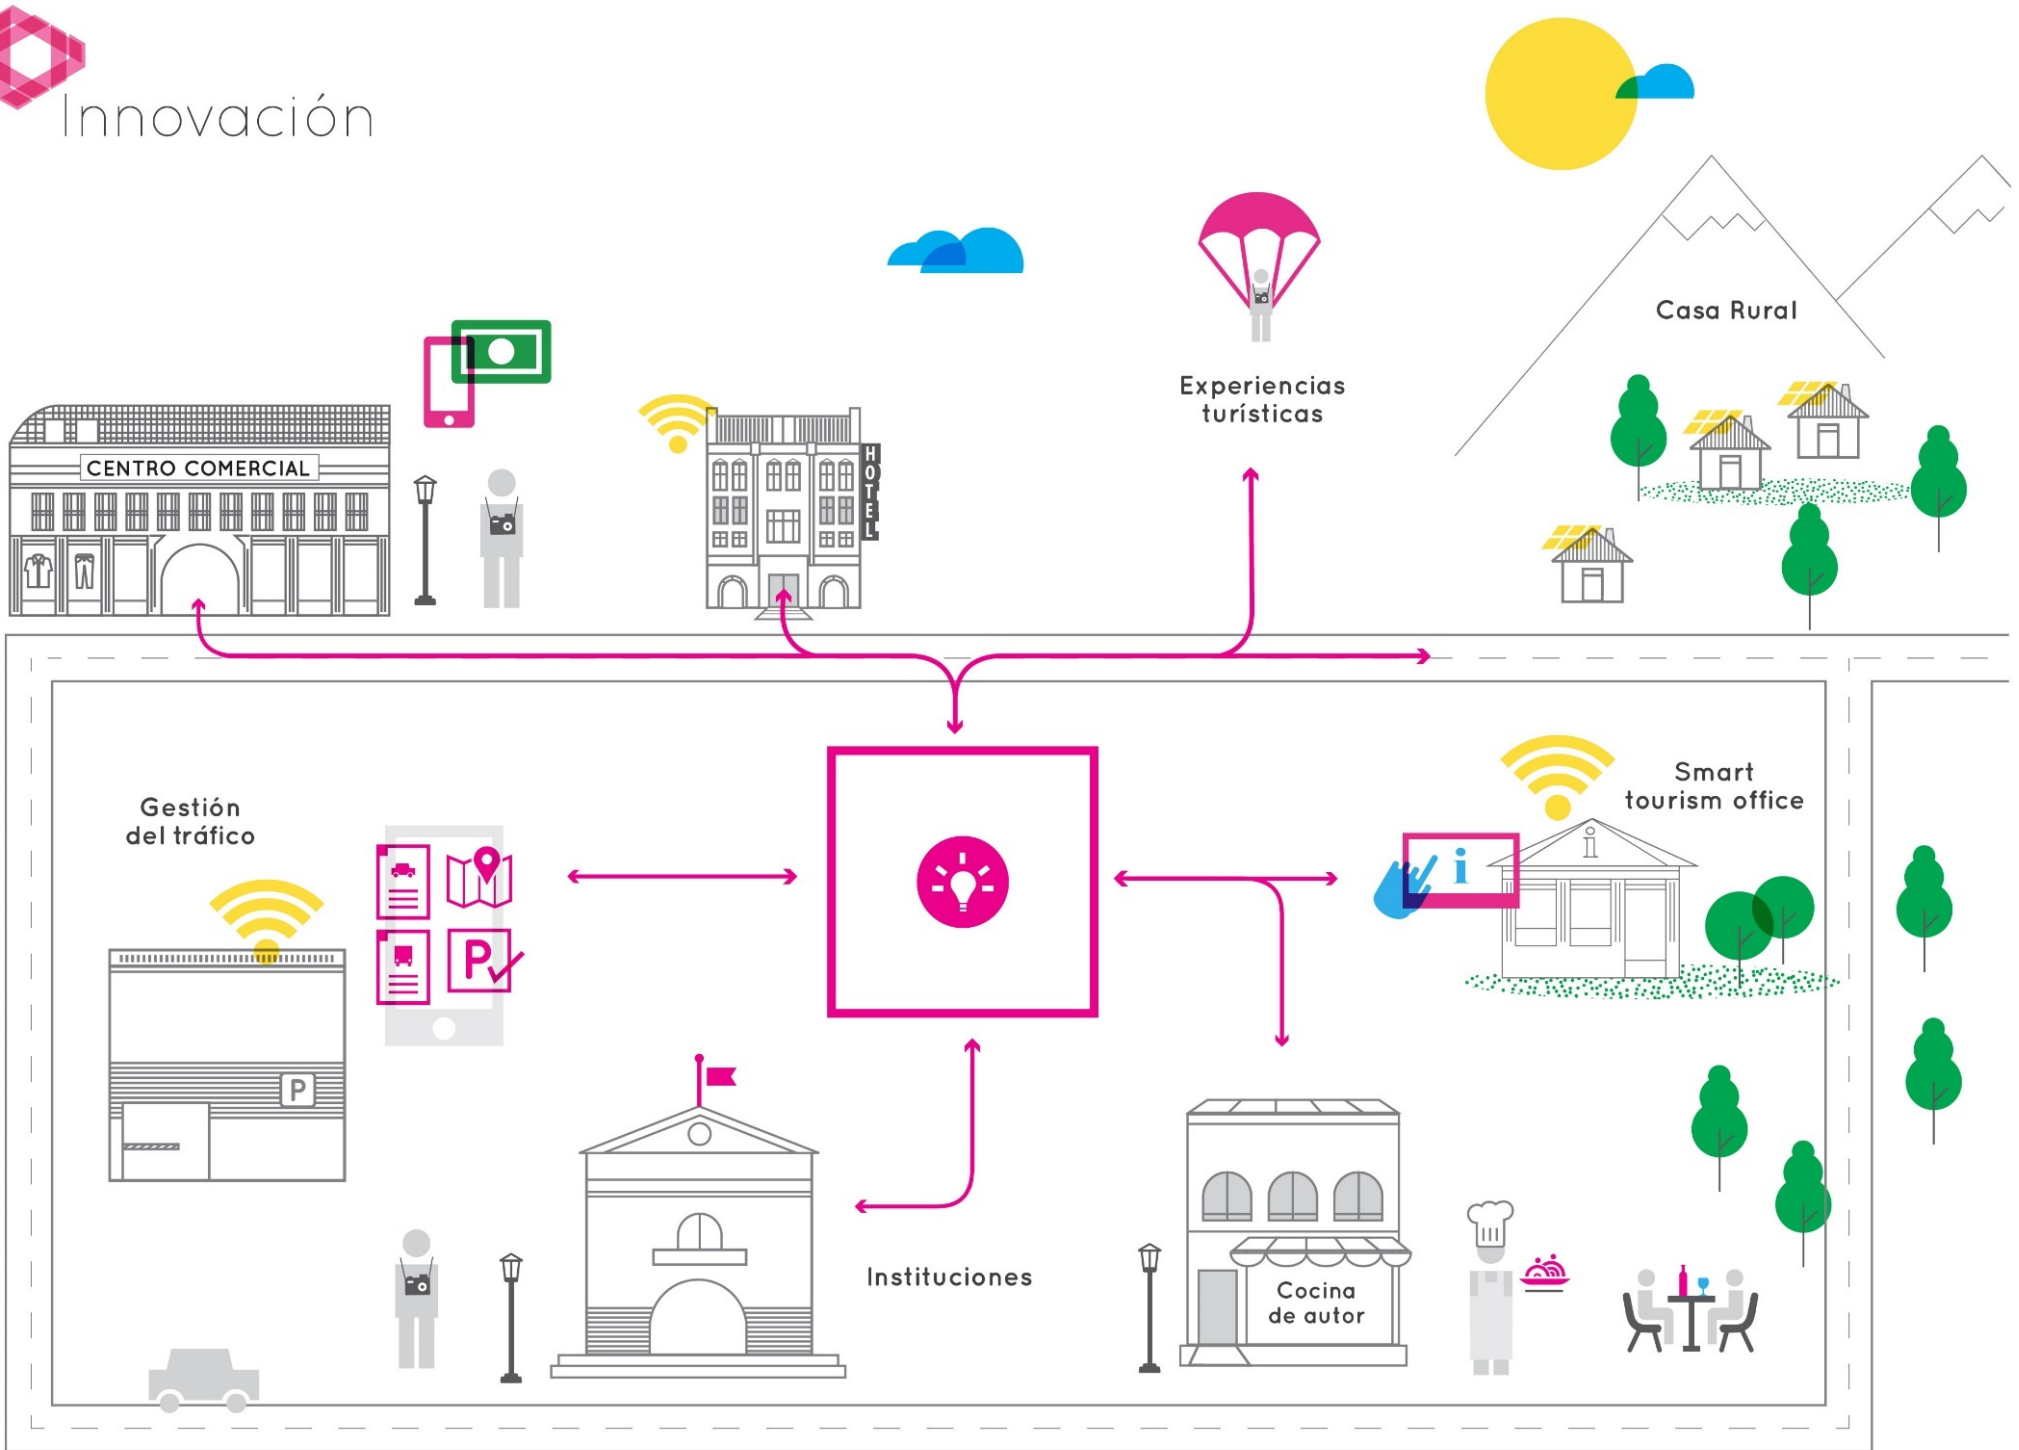 Innovación
Casa Rural
Experiencias
turísticas
CENTRO COMERCIAL
HOTEL
Gestión
del tráfico
P
P
Smart
tourism office
i
i
Instituciones
Cocina
de autor